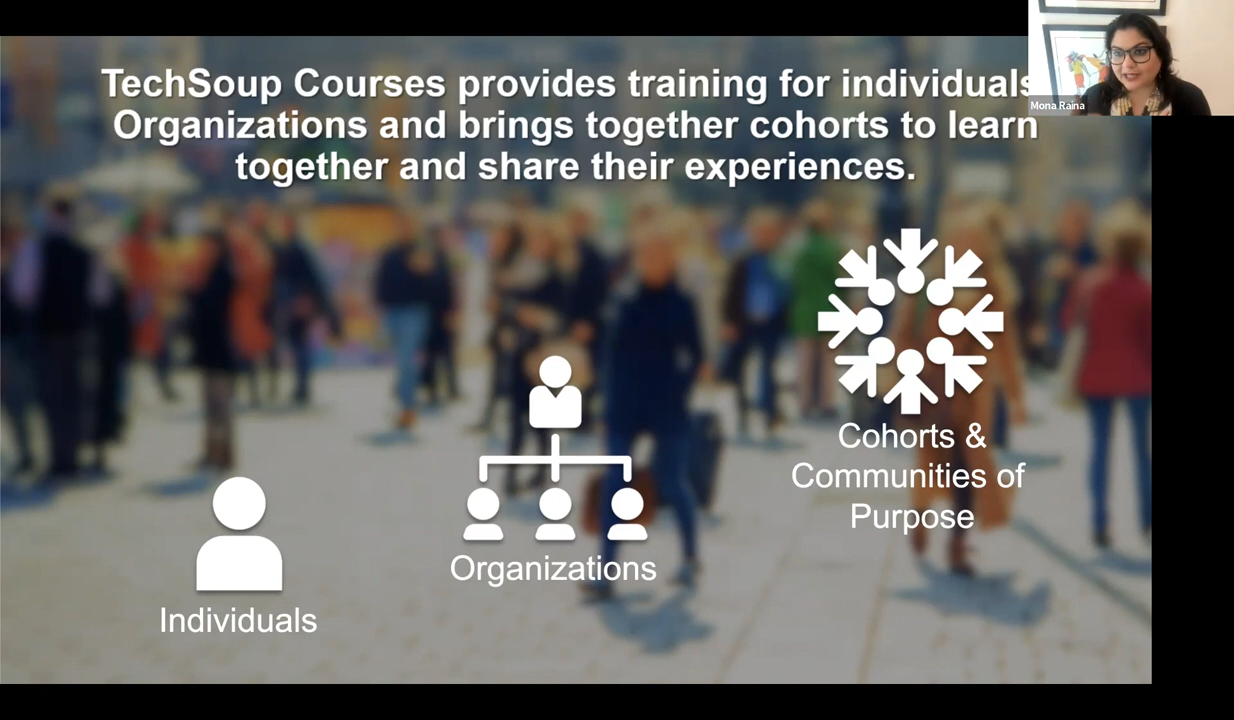 TechSoup Courses provides training for individuals
Organizations and brings together cohorts to learn
together and share their experiences.
Mona Raina
Cohorts &
Communities of
Purpose
Organizations
Individuals